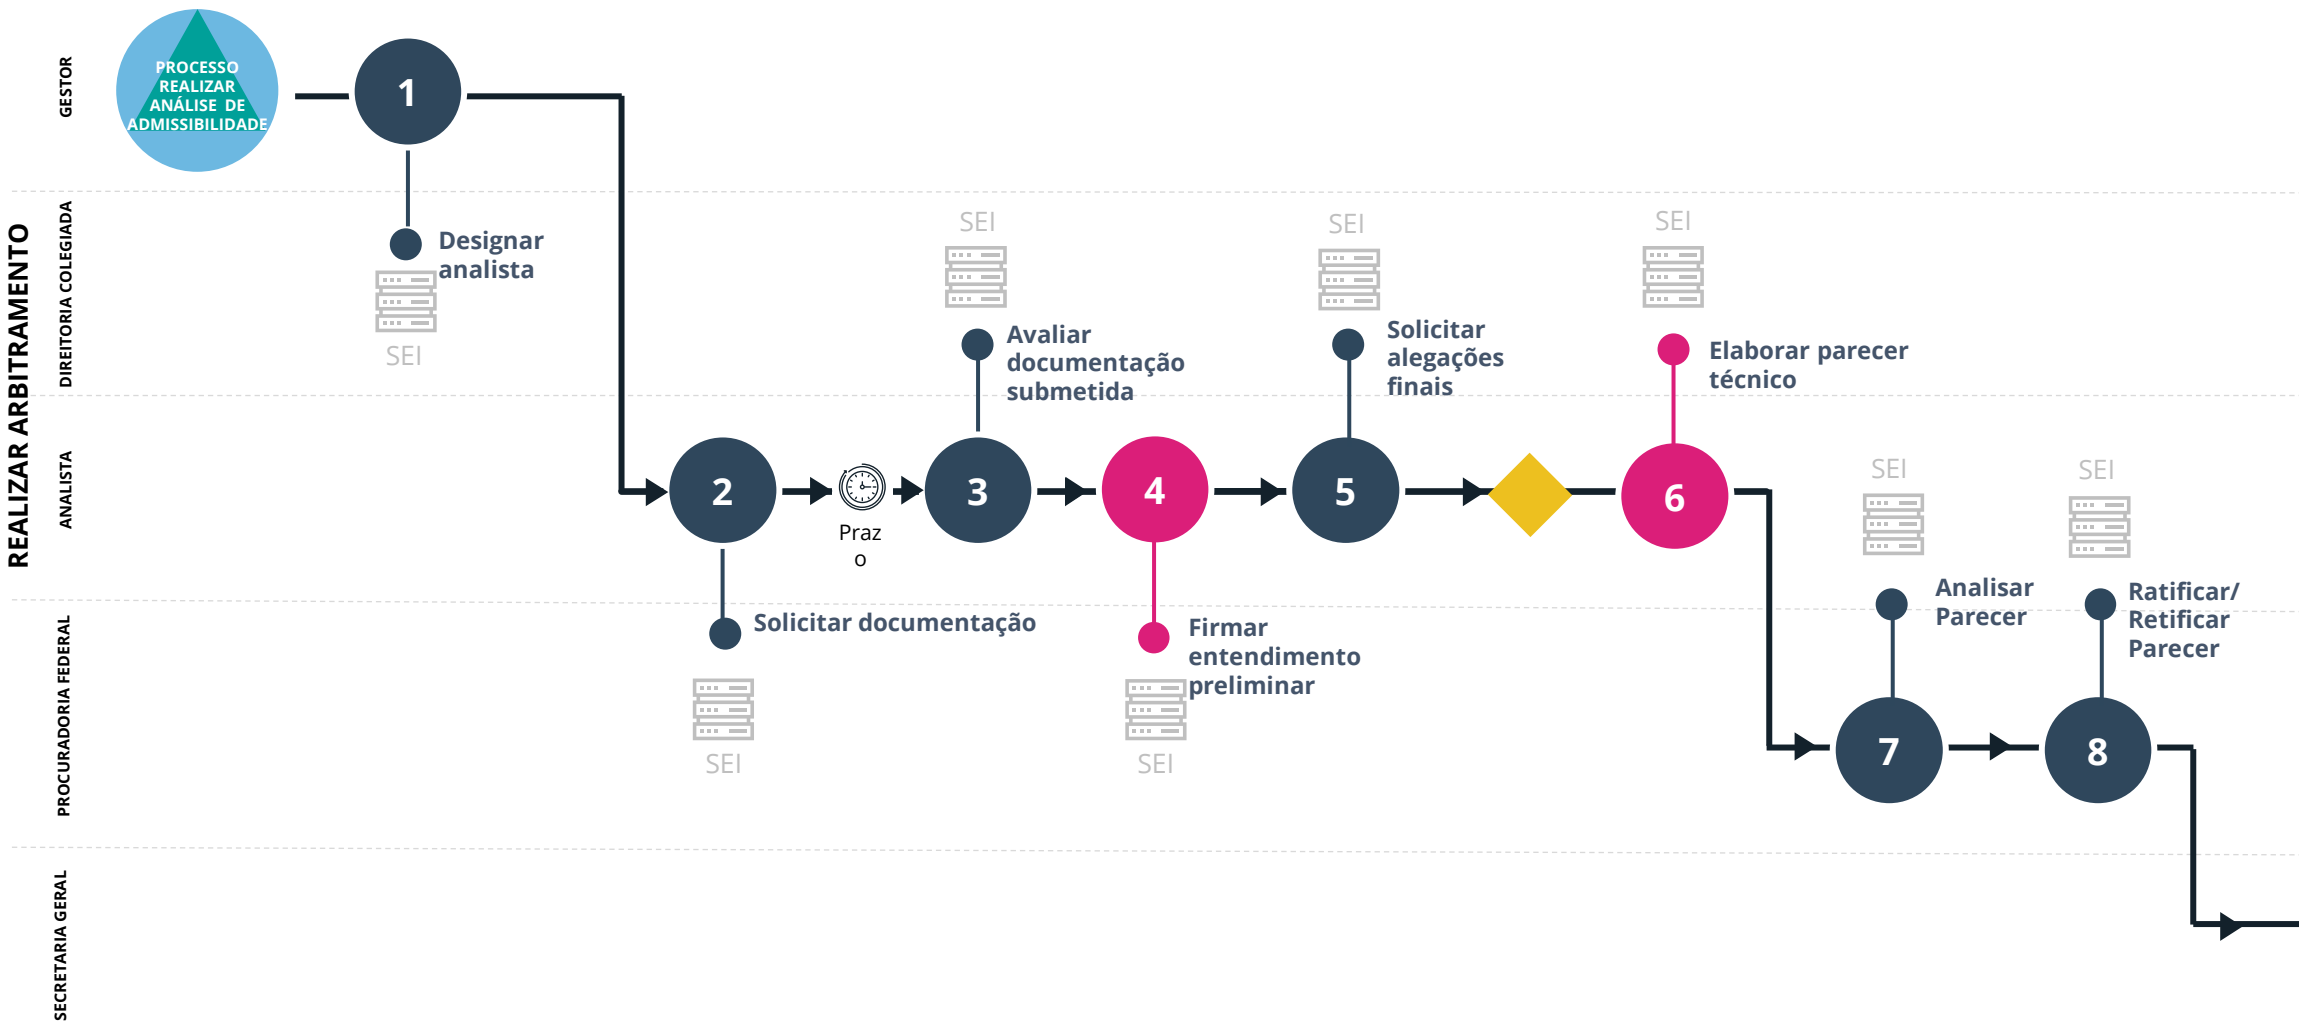 REALIZAR ARBITRAMENTO
GESTOR
PROCESSO
REALIZAR
ANÁLISE DE
ADMISSIBILIDADE
1
DIREITORIA COLEGIADA
Designar
analista
SEI
SEI
Avaliar
documentação
submetida
SEI
Solicitar
alegações
finais
SEI
Elaborar parecer
técnico
ANALISTA
2
Praz
o
3
4
5
6
SEI
Analisar
Parecer
SEI
Ratificar/
Retificar
Parecer
PROCURADORIA FEDERAL
Solicitar documentação
SEI
Firmar
entendimento
preliminar
SEI
7
8
SECRETARIA GERAL